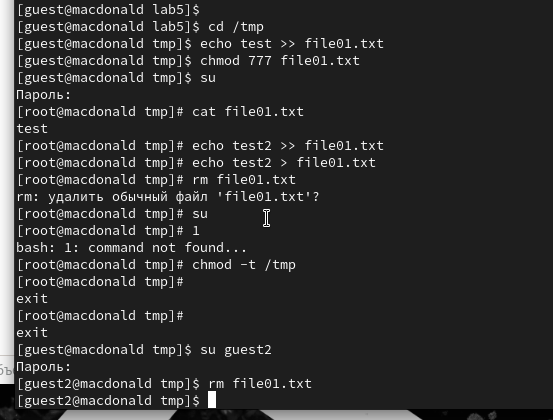 [guest@macdonald lab5]$
[guest@macdonald lab5]$ cd /tmp
[guest@macdonald tmp]$ echo test >> file01.txt
[guest@macdonald tmp]$ chmod 777 file01.txt
[guest@macdonald tmp]$ su
Пароль:
[root@macdonald tmp]# cat file01.txt
test
[root@macdonald tmp]# echo test2 >> file01.txt
[root@macdonald tmp]# echo test2 > file01.txt
[root@macdonald tmp]# rm file01.txt
rm: удалить обычный файл 'file01.txt'?
[root@macdonald tmp]# su
[root@macdonald tmp]# 1
bash: 1: command not found...
[root@macdonald tmp]# chmod -t /tmp
[root@macdonald tmp]#
exit
[root@macdonald tmp]#
exit
[guest@macdonald tmp]$ su guest2
Пароль:
[guest2@macdonald tmp]$ rm file01.txt
[guest2@macdonald tmp]$